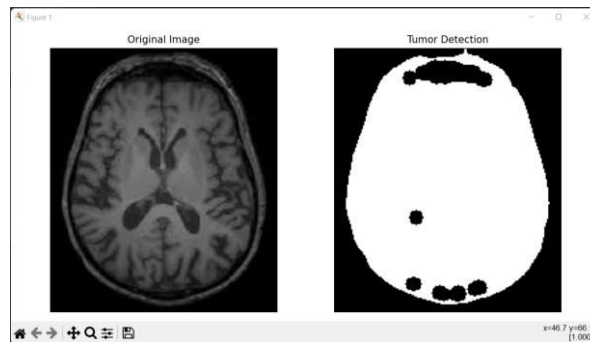 Figure 1
Original Image
Tumor Detection
x=46.7 y=66.
[1.000